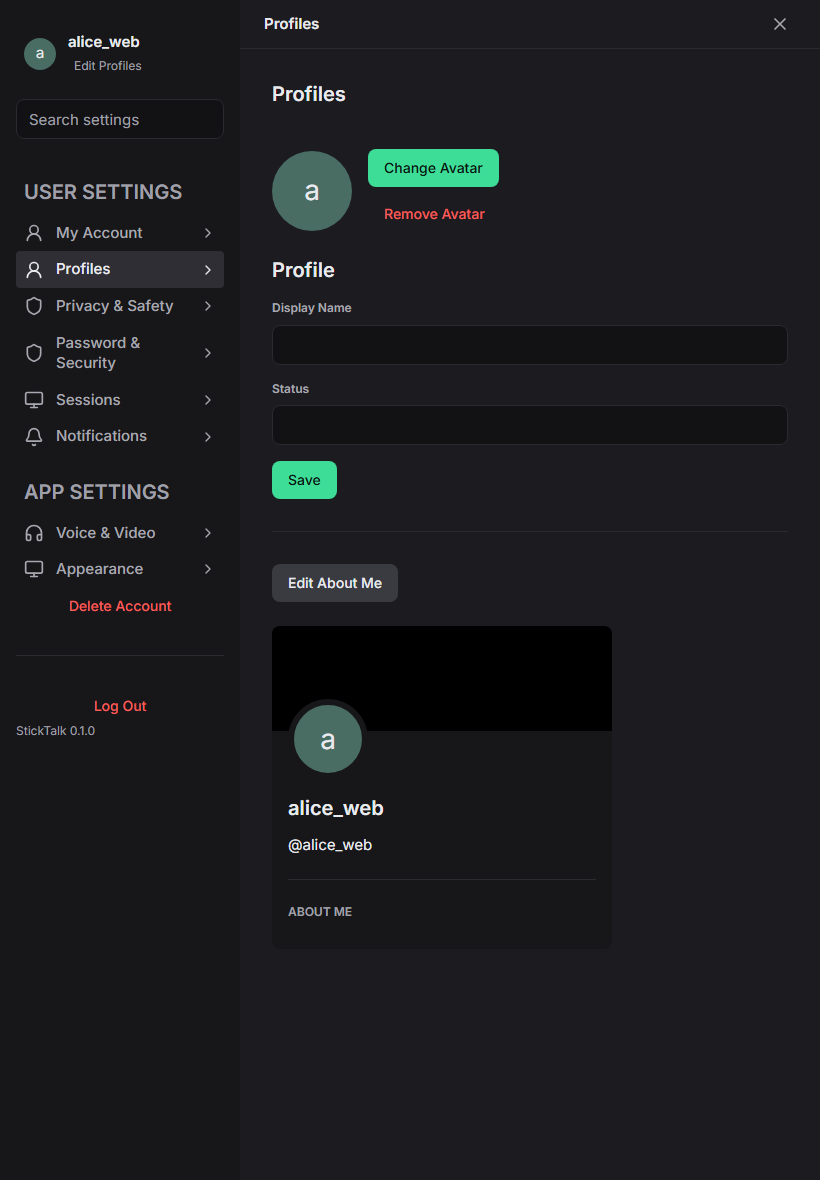 a
alice_web
Edit Profiles
Search settings
USER SETTINGS
My Account
Profiles
Privacy & Safety
Password &
Security
Sessions
Notifications
APP SETTINGS
Voice & Video
Appearance
Delete Account
Log Out
StickTalk 0.1.0
Profiles
Profiles
a
Change Avatar
Remove Avatar
Profile
Display Name
Status
Save
Edit About Me
a
alice_web
@alice_web
ABOUT ME